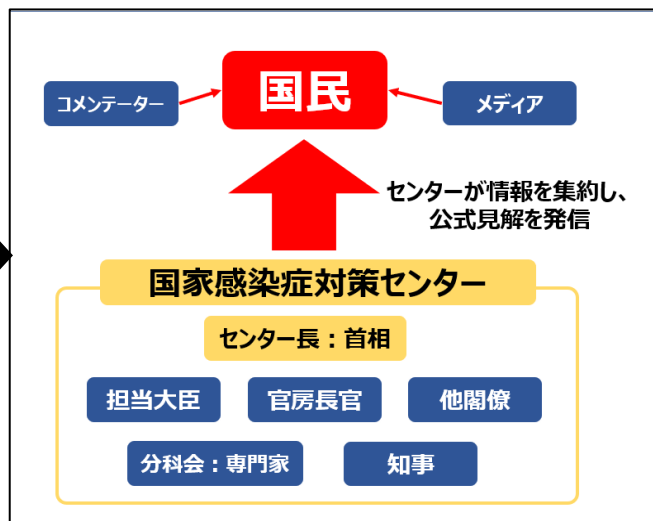 国民
コメンテーター
メディア
センターが情報を集約し、
公式見解を発信
国家感染症対策センター
センター長：首相
担当大臣
官房長官
他閣僚
分科会：専門家
知事